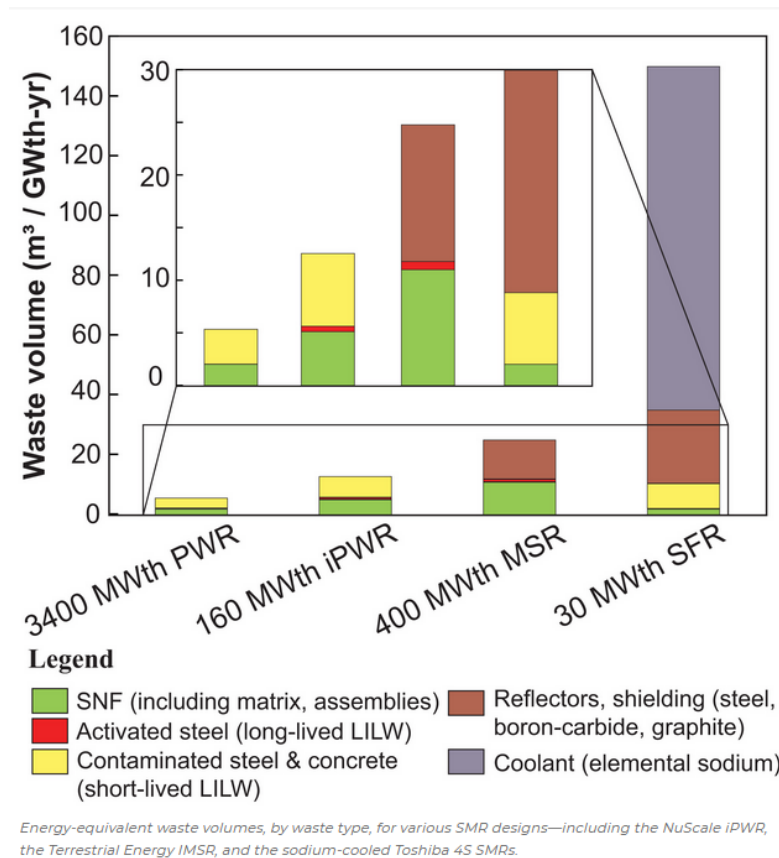 Waste volume (m³ / GWth-yr)
160
140
120
100
80
60
40
20
0
30
20
10
0
3400 MWth PWR
160 MWth iPWR
400 MWth MSR
30 MWth SFR
Legend
SNF (including matrix, assemblies)
Activated steel (long-lived LILW)
Contaminated steel & concrete
(short-lived LILW)
Reflectors, shielding (steel,
boron-carbide, graphite)
Coolant (elemental sodium)
Energy-equivalent waste volumes, by waste type, for various SMR designs—including the NuScale iPWR,
the Terrestrial Energy IMSR, and the sodium-cooled Toshiba 4S SMRs.